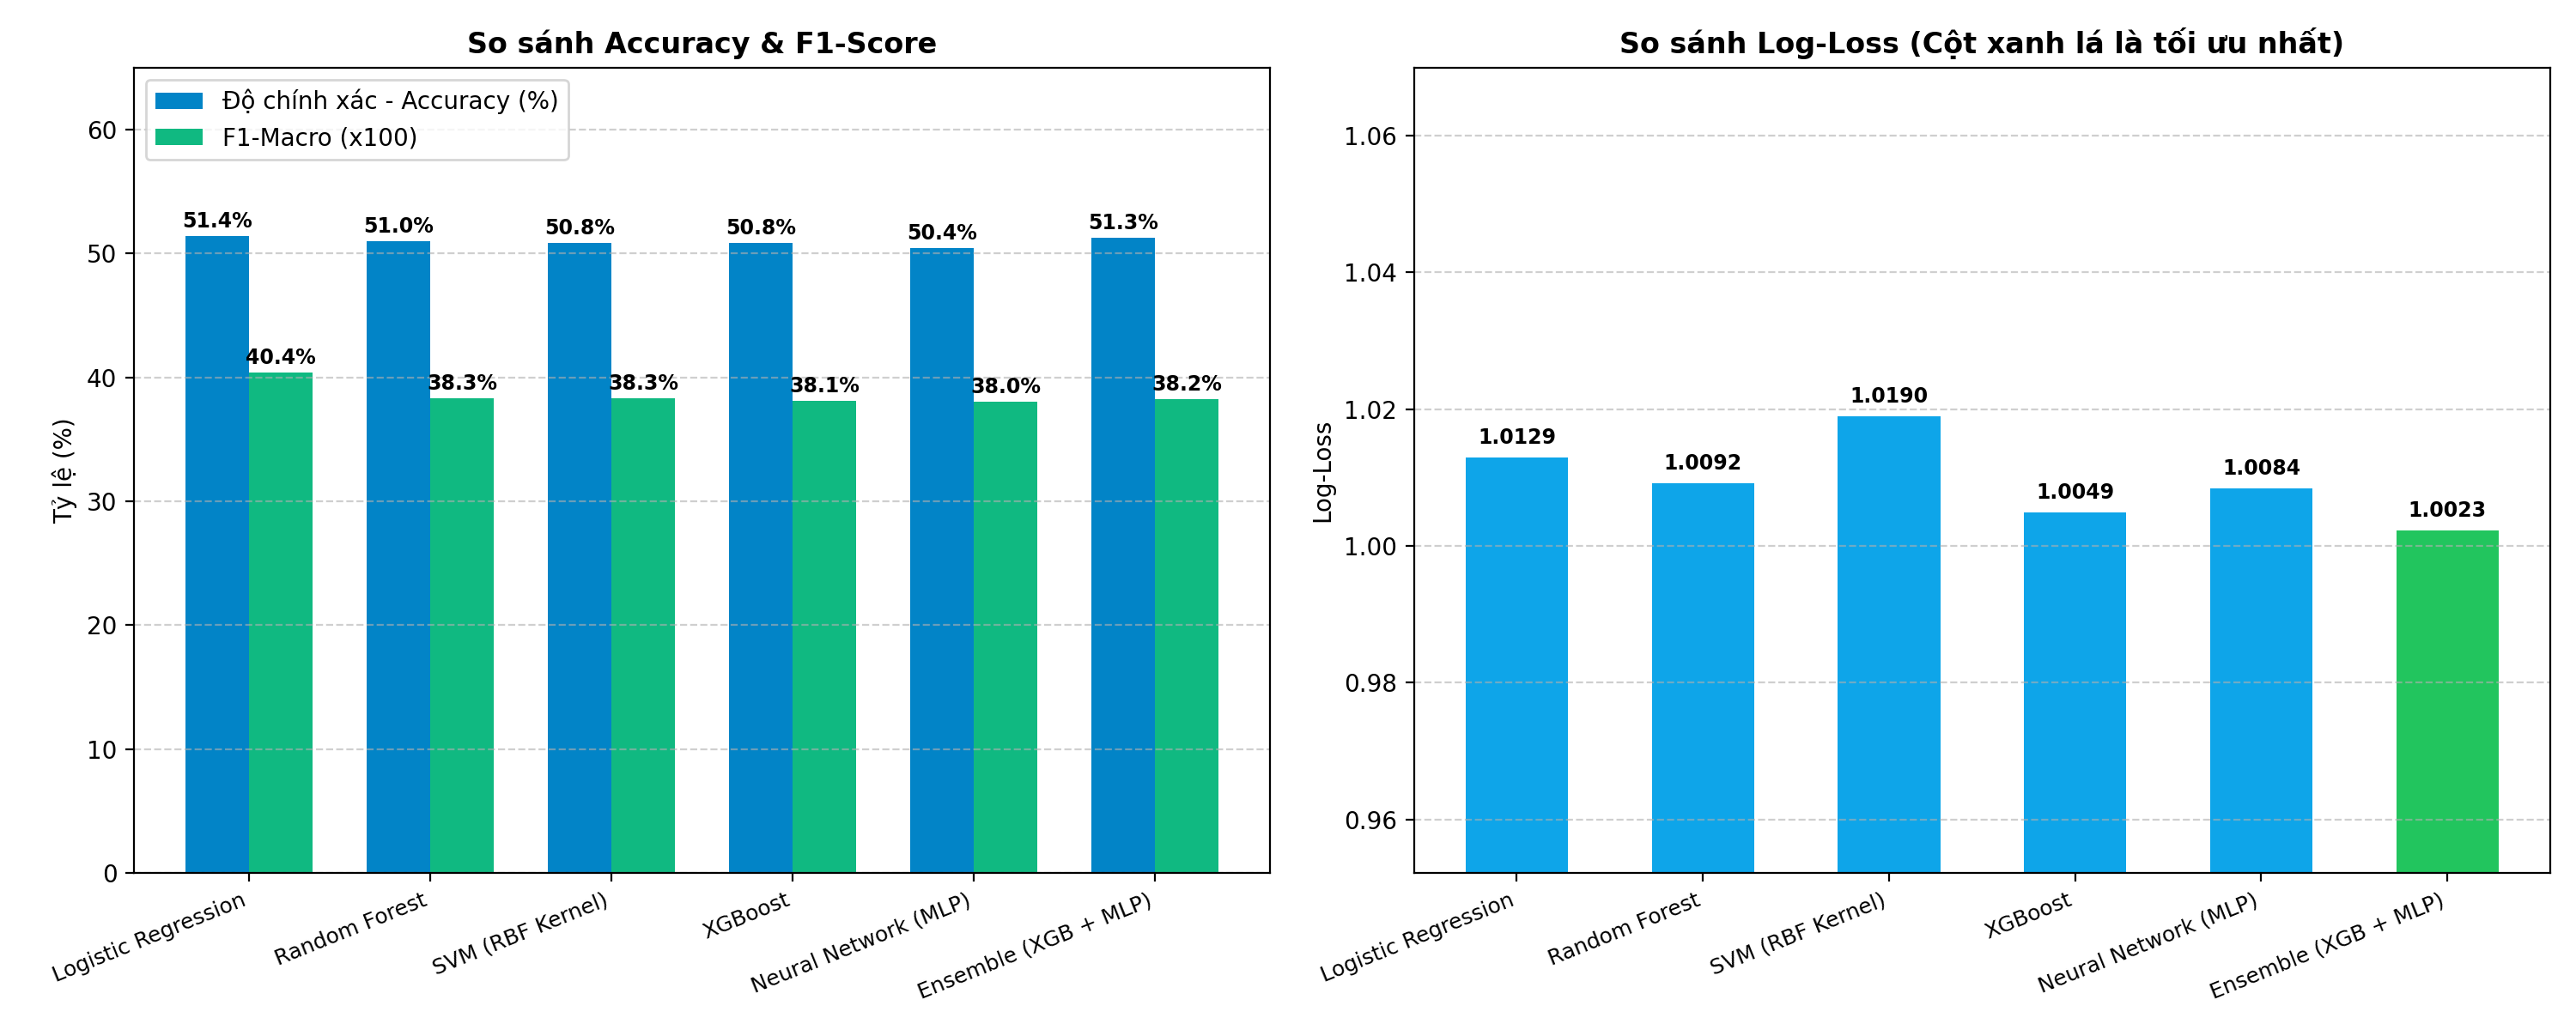 So sánh Accuracy & F1-Score
Độ chính xác - Accuracy (%)
F1-Macro (x100)
Tỷ lệ (%)
60
50
40
30
20
10
0
51.4%
40.4%
51.0%
38.3%
50.8%
38.3%
50.8%
38.1%
50.4%
38.0%
51.3%
38.2%
Logistic Regression
Random Forest
SVM (RBF Kernel)
XGBoost
Neural Network (MLP)
Ensemble (XGB + MLP)
So sánh Log-Loss (Cột xanh lá là tối ưu nhất)
Log-Loss
1.06
1.04
1.02
1.00
0.98
0.96
1.0129
1.0092
1.0190
1.0049
1.0084
1.0023
Logistic Regression
Random Forest
SVM (RBF Kernel)
XGBoost
Neural Network (MLP)
Ensemble (XGB + MLP)